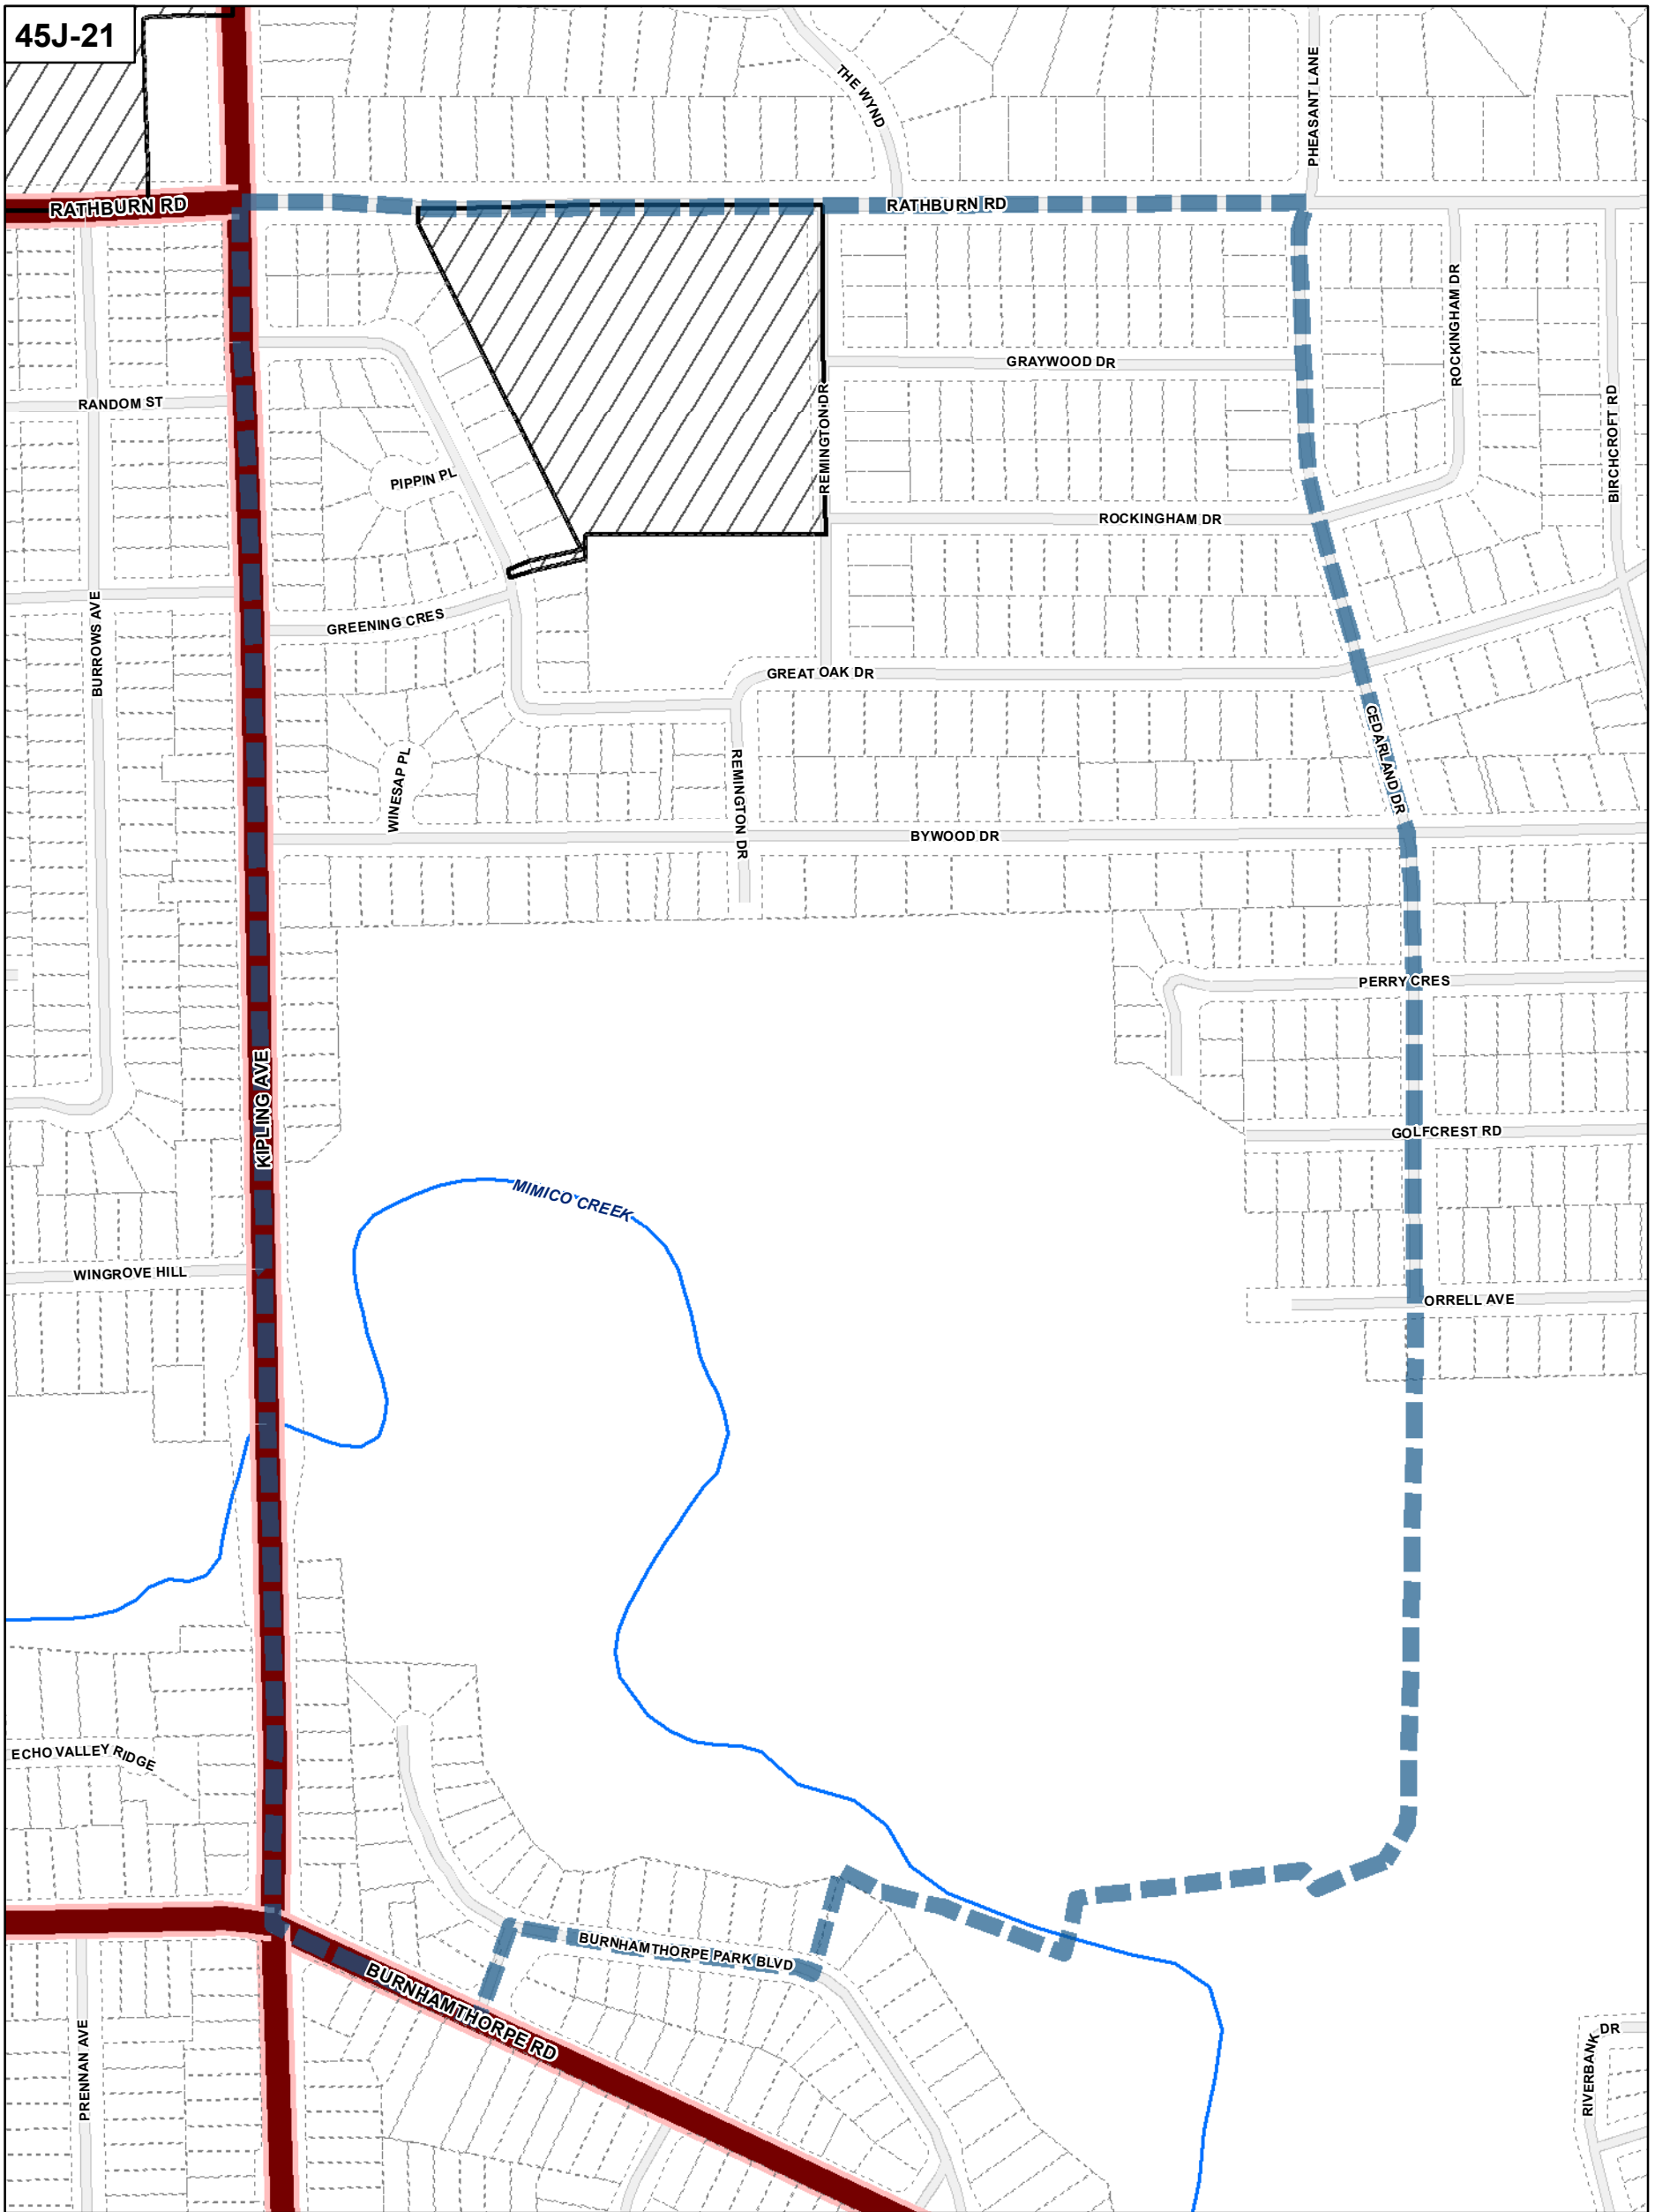 45J-21
THE WYND
PHEASANT LANE
RATHBURN RD
RATHBURN RD
ROCKINGHAM DR
GRAYWOOD DR
RANDOM ST
REMINGTON DR
BIRCHCROFT RD
PIPPIN PL
ROCKINGHAM DR
BURROWS AVE
GREENING CRES
GREAT OAK DR
CEDARLAND DR
WINESAP PL
REMINGTON DR
BYWOOD DR
PERRY CRES
KIPLING AVE
GOLFCREST RD
MIMICO CREEK
WINGROVE HILL
ORRELL AVE
ECHO VALLEY RIDGE
BURNHAMTHORPE PARK BLVD
BURNHAMTHORPE RD
PRENNAN AVE
RIVERBANK DR